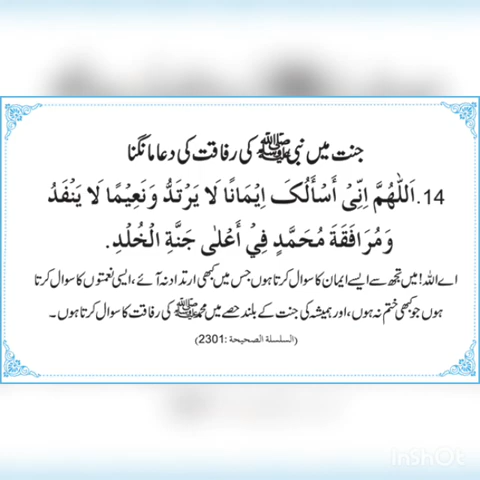 جنت میں نبی ﷺ کی رفاقت کی دعا مانگنا
14. اَللّٰهُمَّ اِنِّیْ أَسْأَلُکَ اِیْمَانًا لَا یَرْتَدُّ وَنَعِیْمًا لَا یَنْفَدُ
وَمُرَافَقَةَ مُحَمَّدٍ فِيْ أَعْلٰی جَنَّةِ الْخُلْدِ.
اے اللہ! میں تجھ سے ایسے ایمان کا سوال کرتا ہوں جس میں کبھی ارتداد نہ آئے، ایسی نعمتوں کا سوال کرتا
ہوں جو کبھی ختم نہ ہوں، اور ہمیشہ کی جنت کے بلند حصے میں محمد ﷺ کی رفاقت کا سوال کرتا ہوں۔
(السلسلة الصحيحة: 2301)
InShOt